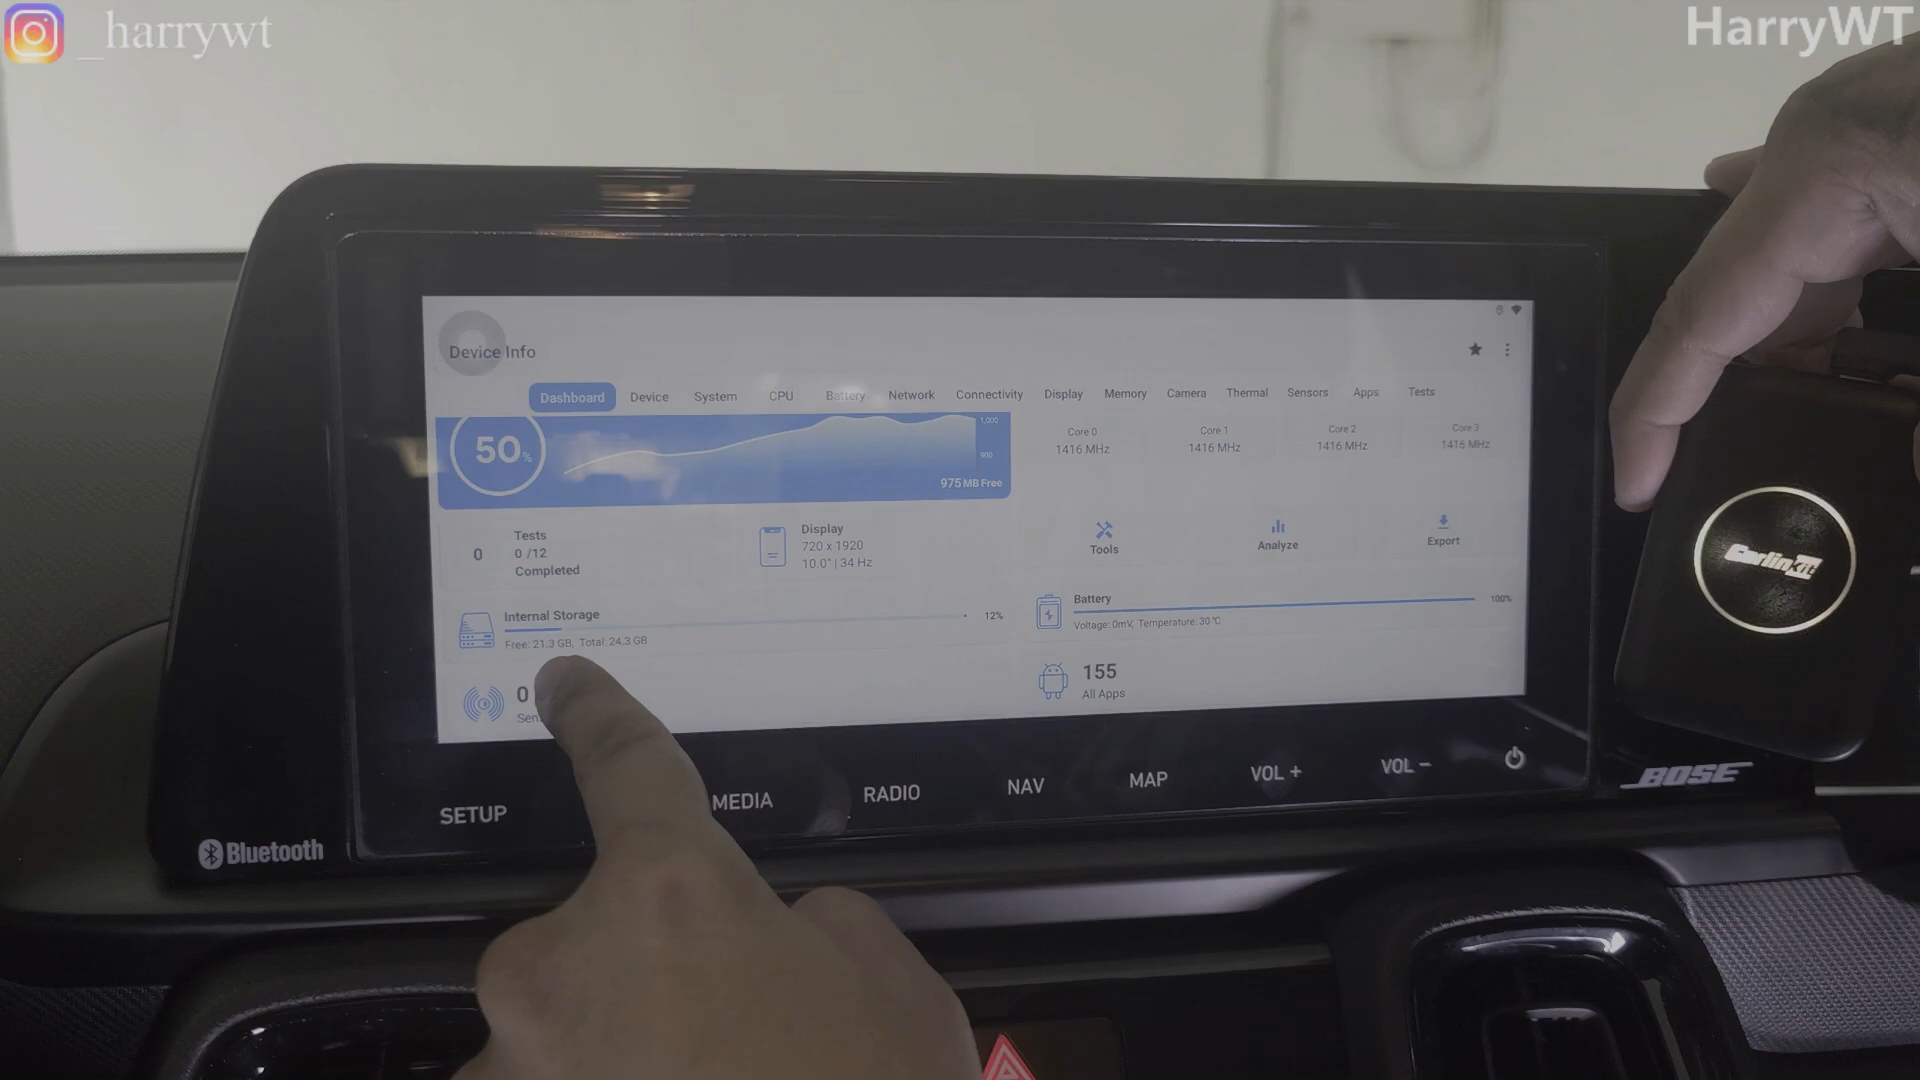 _harrywt
HarryWT
Device Info
Dashboard Device System CPU Battery Network Connectivity Display Memory Camera Thermal Sensors Apps Tests
50%
1,000
900
975 MB Free
Core 0
1416 MHz
Core 1
1416 MHz
Core 2
1416 MHz
Core 3
1416 MHz
0
Tests
0 /12
Completed
Display
720 x 1920
10.0" | 34 Hz
Tools
Analyze
Export
Internal Storage
12%
Free: 21.3 GB, Total: 24.3 GB
Battery
100%
Voltage: 0mV, Temperature: 30 ℃
0
155
All Apps
CarlinKit
SETUP
MEDIA
RADIO
NAV
MAP
VOL +
VOL −
BOSE
Bluetooth